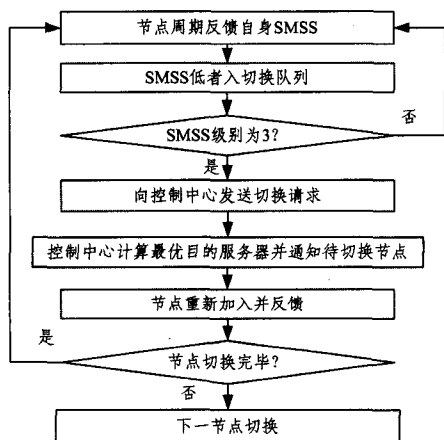 节点周期反馈自身SMSS
SMSS低者入切换队列
SMSS级别为3?
否
是
向控制中心发送切换请求
控制中心计算最优目的服务器并通知待切换节点
节点重新加入并反馈
是
节点切换完毕?
否
下一节点切换